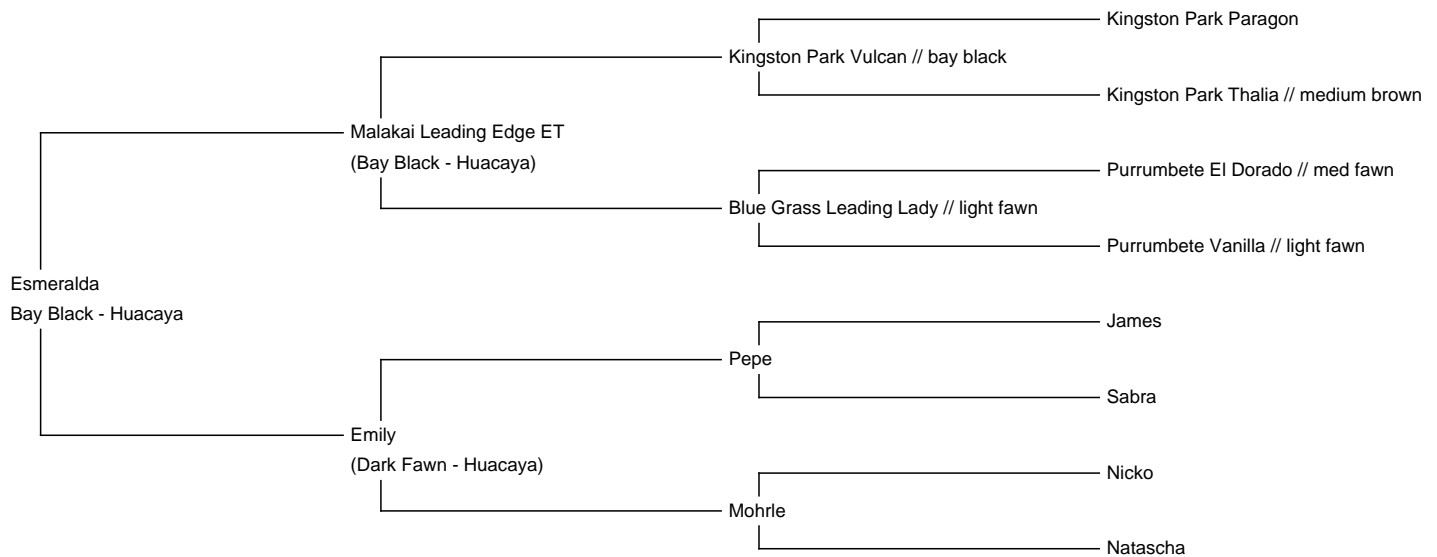 Kingston Park Paragon
Kingston Park Vulcan // bay black
Kingston Park Thalia // medium brown
Malakai Leading Edge ET
(Bay Black - Huacaya)
Purrumbete El Dorado // med fawn
Blue Grass Leading Lady // light fawn
Purrumbete Vanilla // light fawn
Esmeralda
Bay Black - Huacaya
James
Pepe
Sabra
Emily
(Dark Fawn - Huacaya)
Nicko
Mohrle
Natascha